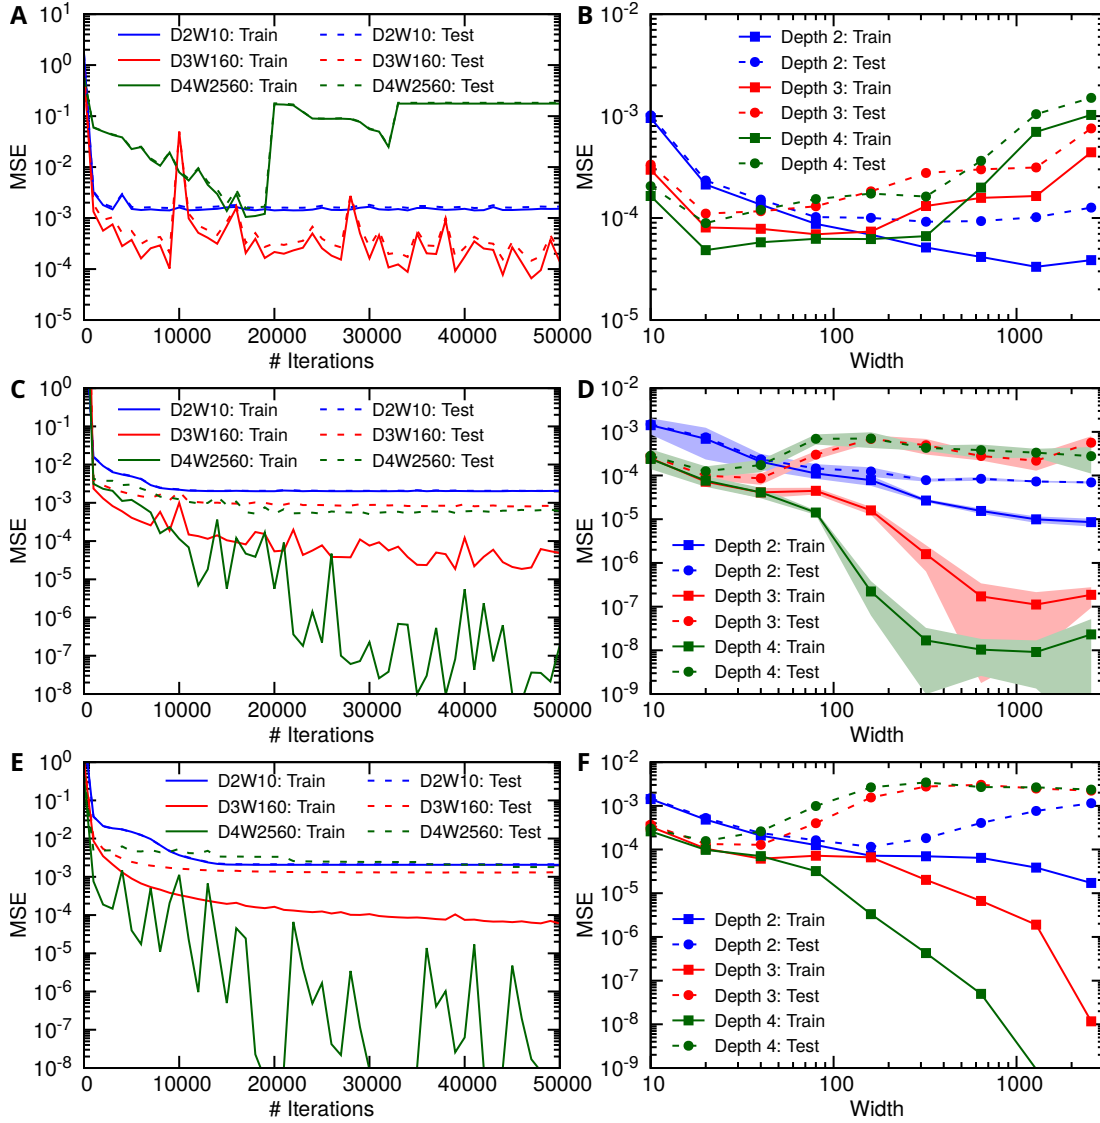 A
10^1
10^0
10^-1
10^-2
10^-3
10^-4
10^-5
MSE
D2W10: Train
D2W10: Test
D3W160: Train
D3W160: Test
D4W2560: Train
D4W2560: Test
0 10000 20000 30000 40000 50000
# Iterations
B
10^-2
10^-3
10^-4
10^-5
MSE
Depth 2: Train
Depth 2: Test
Depth 3: Train
Depth 3: Test
Depth 4: Train
Depth 4: Test
10 100 1000
Width
C
10^0
10^-1
10^-2
10^-3
10^-4
10^-5
10^-6
10^-7
10^-8
MSE
D2W10: Train
D2W10: Test
D3W160: Train
D3W160: Test
D4W2560: Train
D4W2560: Test
0 10000 20000 30000 40000 50000
# Iterations
D
10^-2
10^-3
10^-4
10^-5
10^-6
10^-7
10^-8
10^-9
MSE
Depth 2: Train
Depth 2: Test
Depth 3: Train
Depth 3: Test
Depth 4: Train
Depth 4: Test
10 100 1000
Width
E
10^0
10^-1
10^-2
10^-3
10^-4
10^-5
10^-6
10^-7
10^-8
MSE
D2W10: Train
D2W10: Test
D3W160: Train
D3W160: Test
D4W2560: Train
D4W2560: Test
0 10000 20000 30000 40000 50000
# Iterations
F
10^-2
10^-3
10^-4
10^-5
10^-6
10^-7
10^-8
10^-9
MSE
Depth 2: Train
Depth 2: Test
Depth 3: Train
Depth 3: Test
Depth 4: Train
Depth 4: Test
10 100 1000
Width